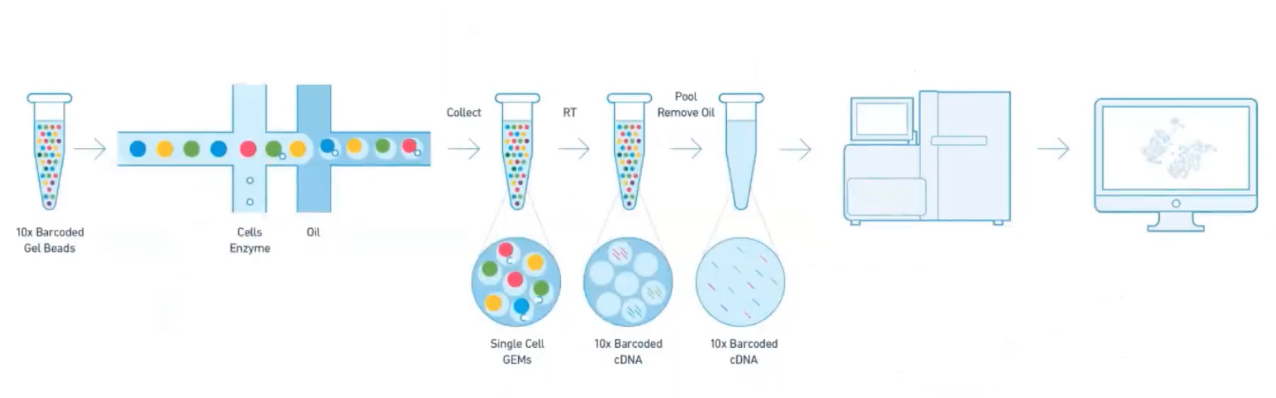 10x Barcoded
Gel Beads
Cells
Enzyme
Oil
Collect
RT
Pool
Remove Oil
Single Cell
GEMs
10x Barcoded
cDNA
10x Barcoded
cDNA